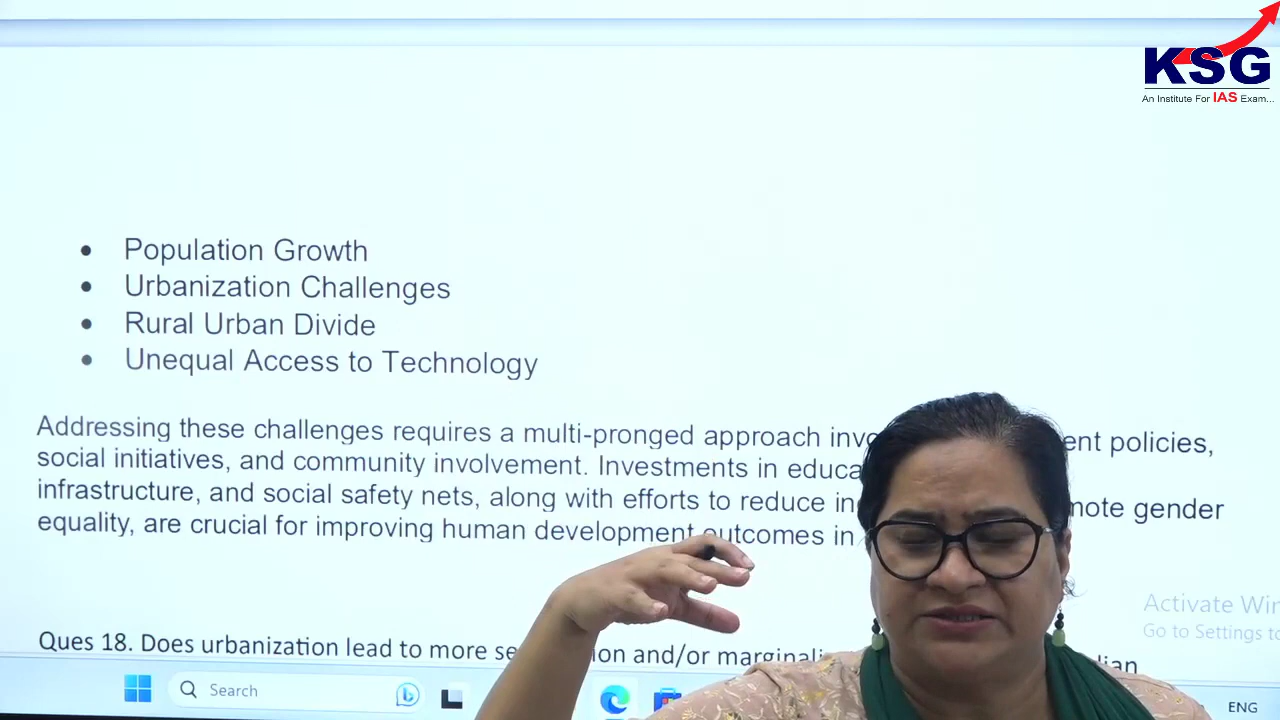 KSG
An Institute For IAS Exam...
• Population Growth
• Urbanization Challenges
• Rural Urban Divide
• Unequal Access to Technology
Addressing these challenges requires a multi-pronged approach policies,
social initiatives, and community involvement. Investments in
infrastructure, and social safety nets, along with efforts to reduce gender
equality, are crucial for improving human development outcomes in
Activate
Go to Settings
Ques 18. Does urbanization lead to more and/or
Search
ENG